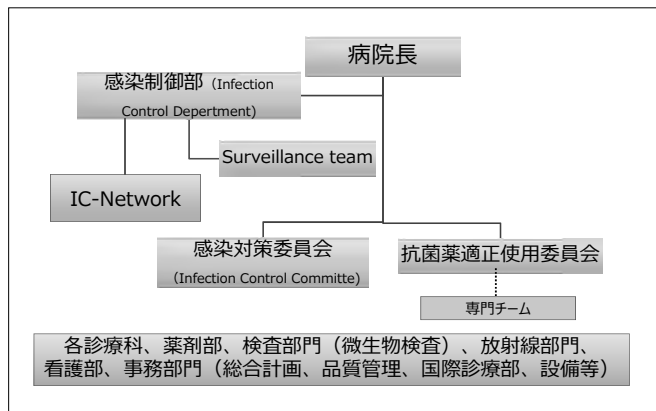 病院長
感染制御部（Infection
Control Depertment)
Surveillance team
IC-Network
感染対策委員会
（Infection Control Committe)
抗菌薬適正使用委員会
専門チーム
各診療科、薬剤部、検査部門（微生物検査）、放射線部門、
看護部、事務部門（総合計画、品質管理、国際診療部、設備等）